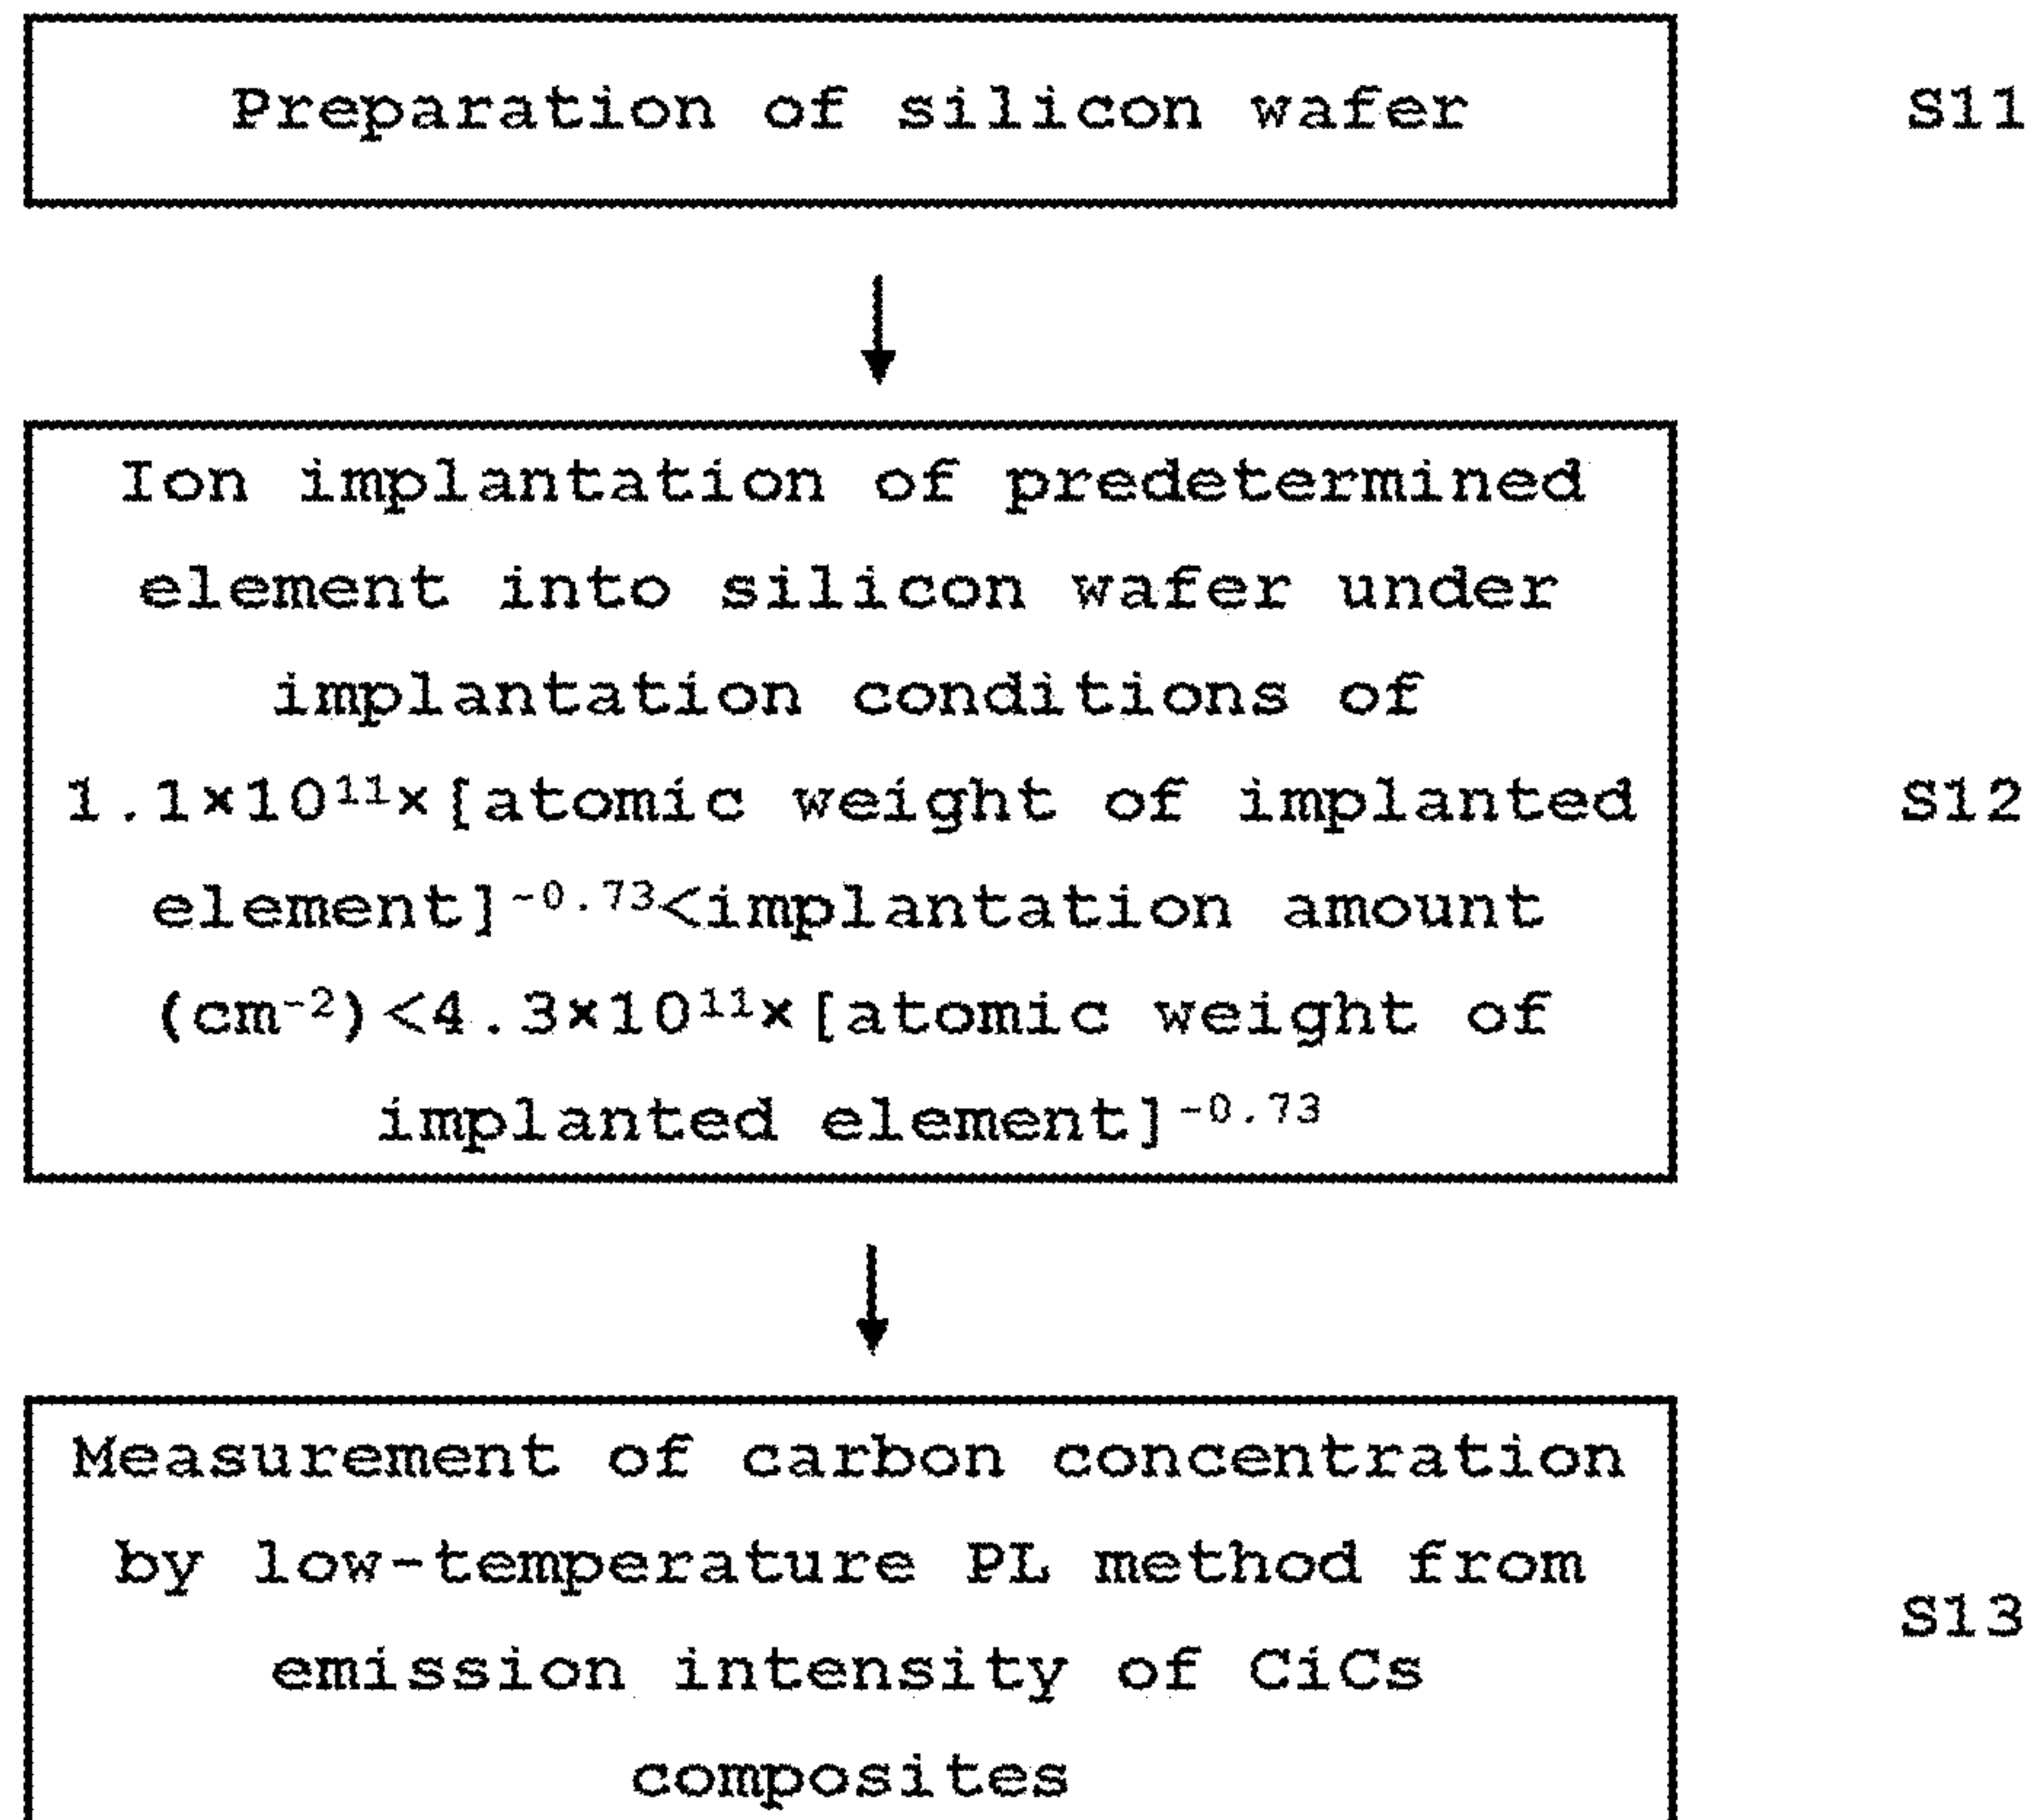 Preparation of silicon wafer
S11
Ion implantation of predetermined
element into silicon wafer under
implantation conditions of
1.1×10¹¹×[atomic weight of implanted
element]⁻⁰·⁷³<implantation amount
(cm⁻²)<4.3×10¹¹×[atomic weight of
implanted element]⁻⁰·⁷³
S12
Measurement of carbon concentration
by low-temperature PL method from
emission intensity of CiCs
composites
S13